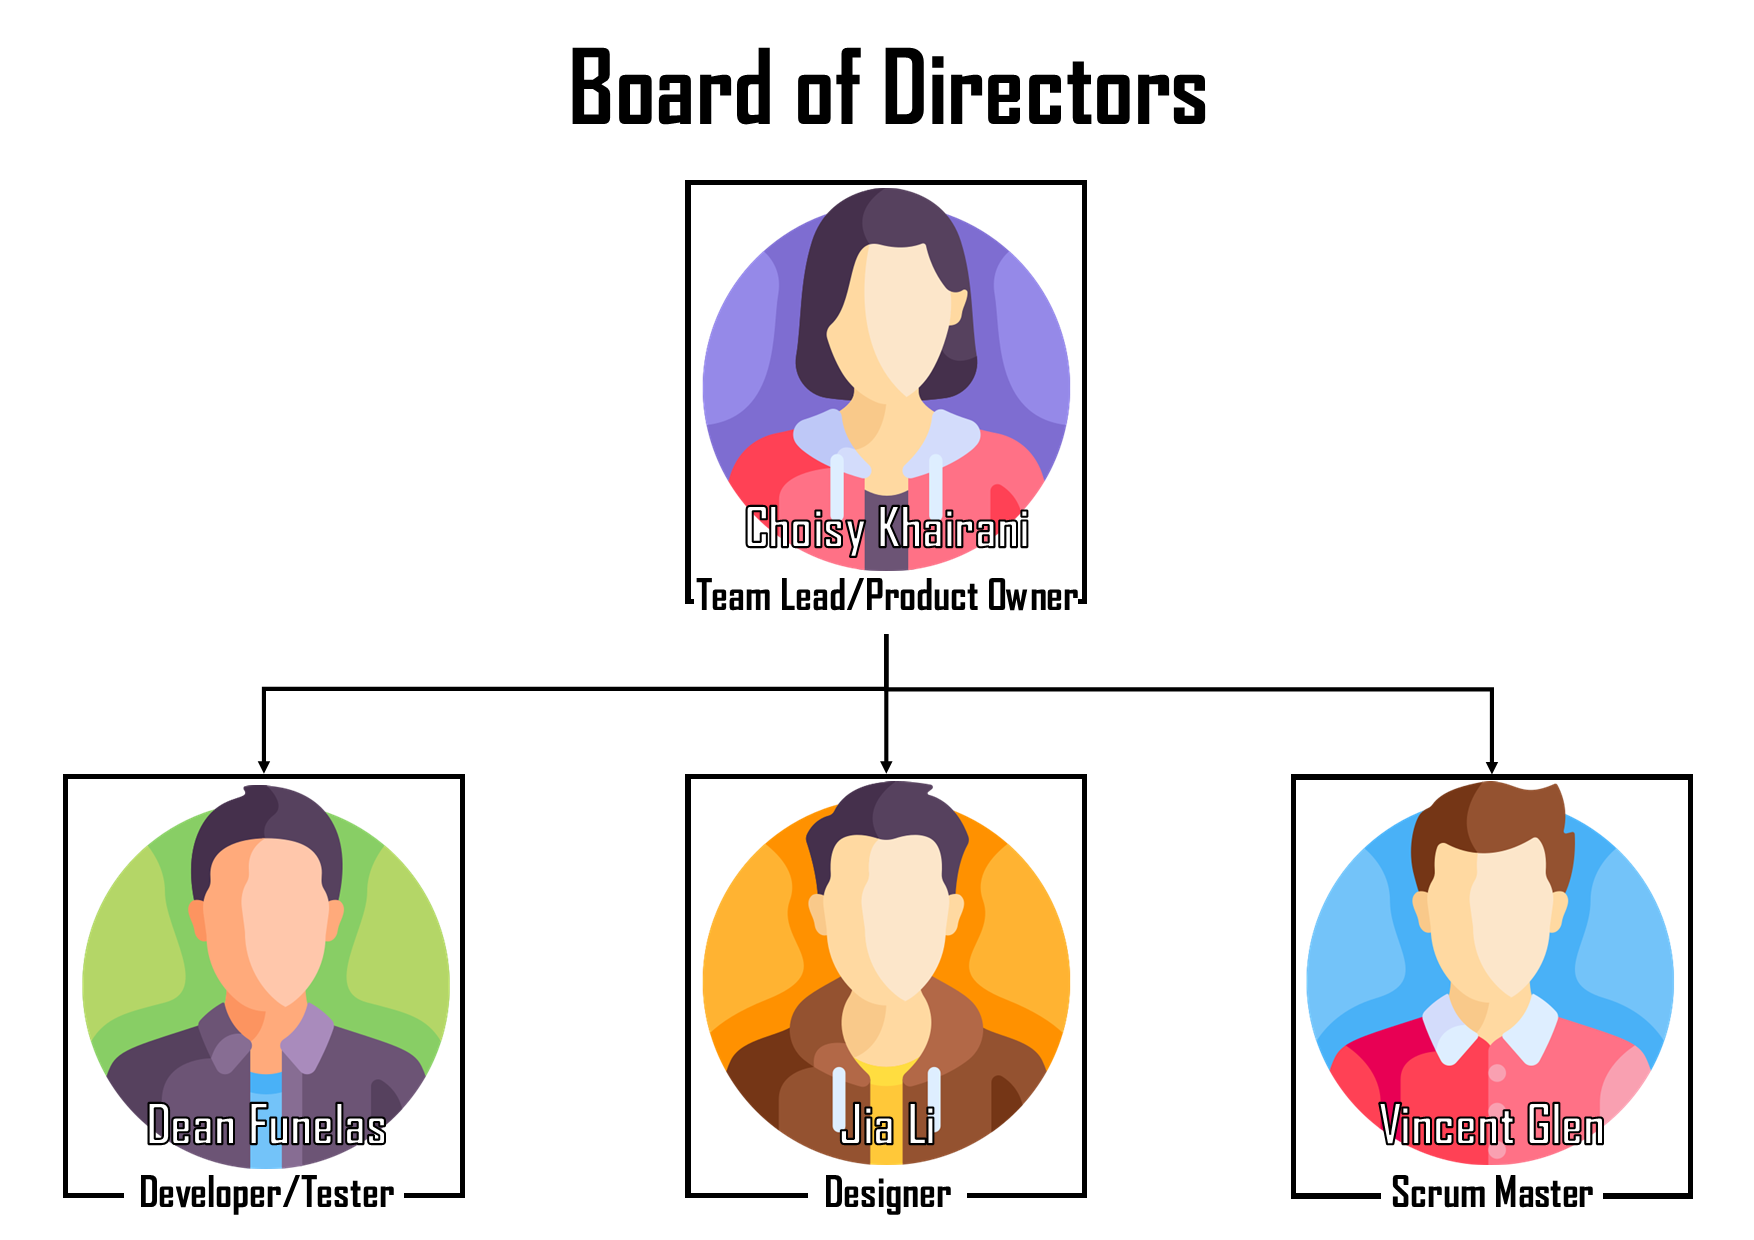 Board of Directors
Choisy Khairani
Team Lead/Product Owner
Dean Funelas
Developer/Tester
Jia Li
Designer
Vincent Glen
Scrum Master